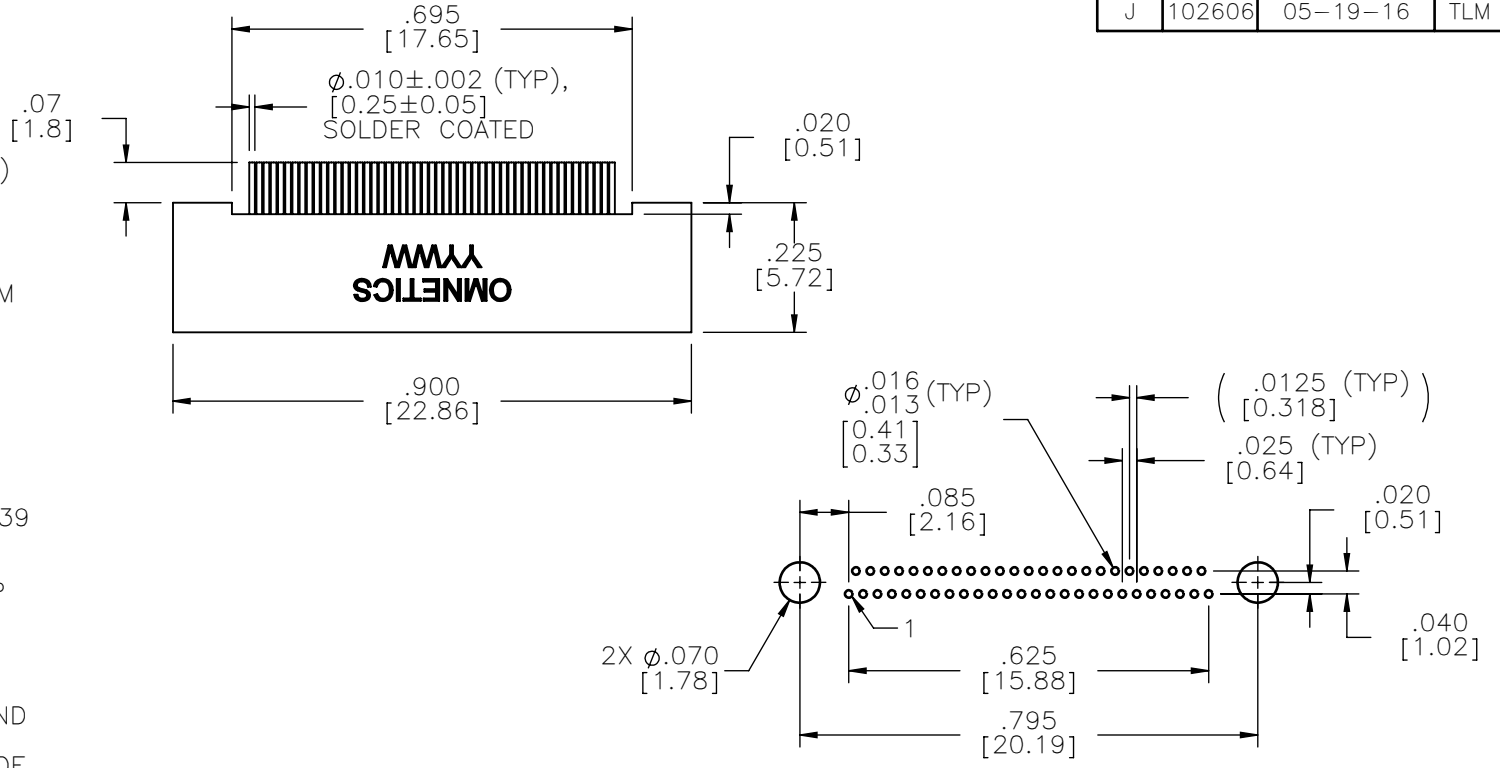 J 102606 05-19-16 TLM
.695
[17.65]
⌀.010±.002 (TYP),
[0.25±0.05]
SOLDER COATED
.07
[1.8]
)
.020
[0.51]
YYWW
OMNETICS
.225
[5.72]
M
.900
[22.86]
⌀.016 (TYP)
.013
[0.41]
[0.33]
( .0125 (TYP) )
[0.318]
.025 (TYP)
[0.64]
.085
[2.16]
.020
[0.51]
39
1
2X ⌀.070
[1.78]
.625
[15.88]
.040
[1.02]
.795
[20.19]
ND